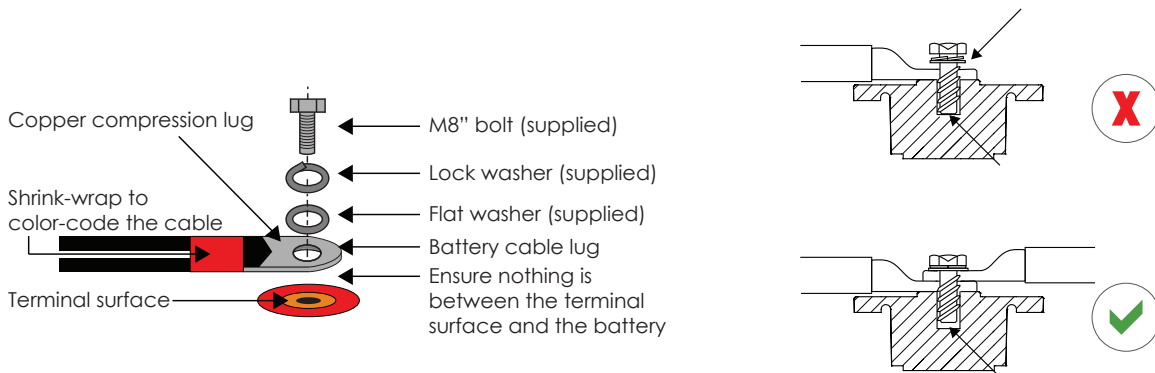 Copper compression lug
Shrink-wrap to
color-code the cable
Terminal surface
M8” bolt (supplied)
Lock washer (supplied)
Flat washer (supplied)
Battery cable lug
Ensure nothing is
between the terminal
surface and the battery
X